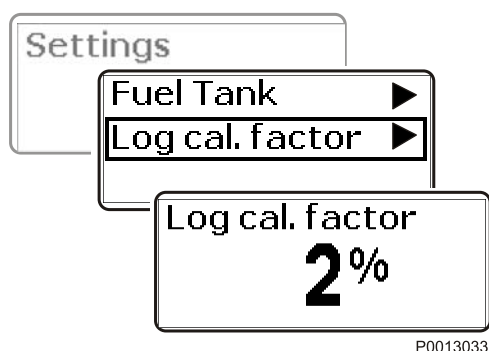 Settings
Fuel Tank ▶
Log cal. factor ▶
Log cal. factor
2%
P0013033